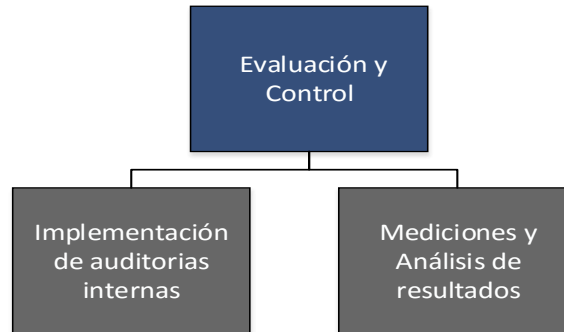 Evaluación y
Control
Implementación
de auditorias
internas
Mediciones y
Análisis de
resultados